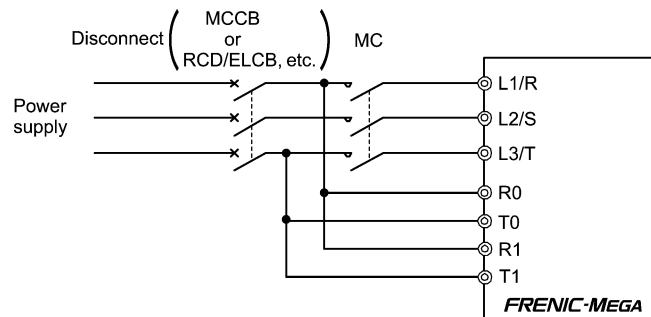 Disconnect
MCCB
or
RCD/ELCB, etc.
MC
Power
supply
L1/R
L2/S
L3/T
R0
T0
R1
T1
FRENIC-MEGA